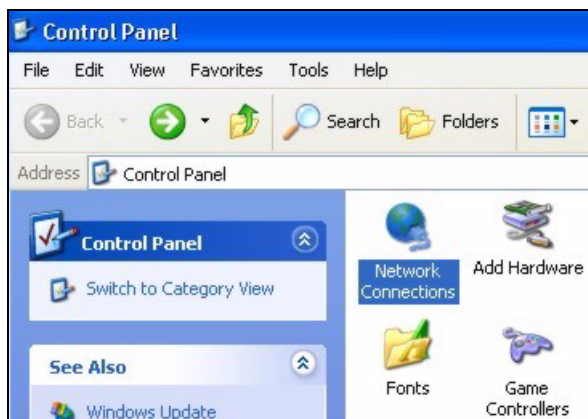 Control Panel
File Edit View Favorites Tools Help
Back Search Folders
Address Control Panel
Control Panel
Switch to Category View
See Also
Windows Update
Network
Connections
Add Hardware
Fonts
Game
Controllers